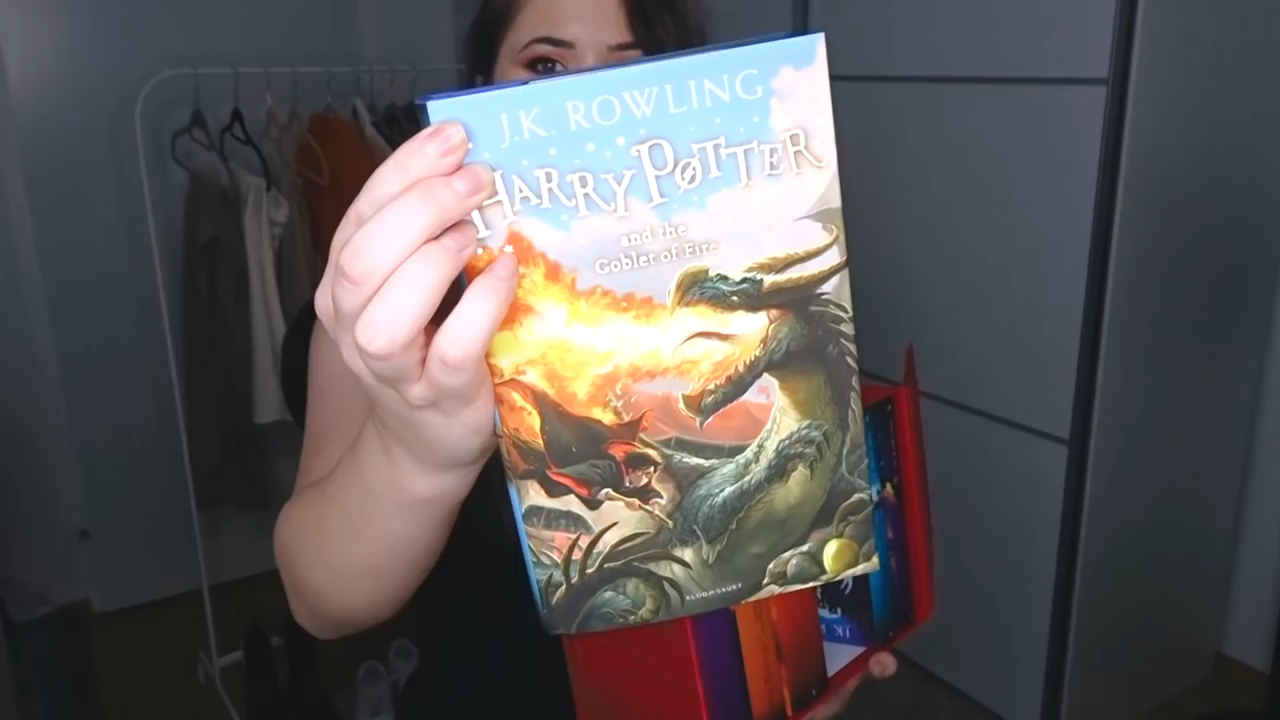 J.K. ROWLING
HARRY POTTER
and the
Goblet of Fire
BLOOMSBURY
J.K.